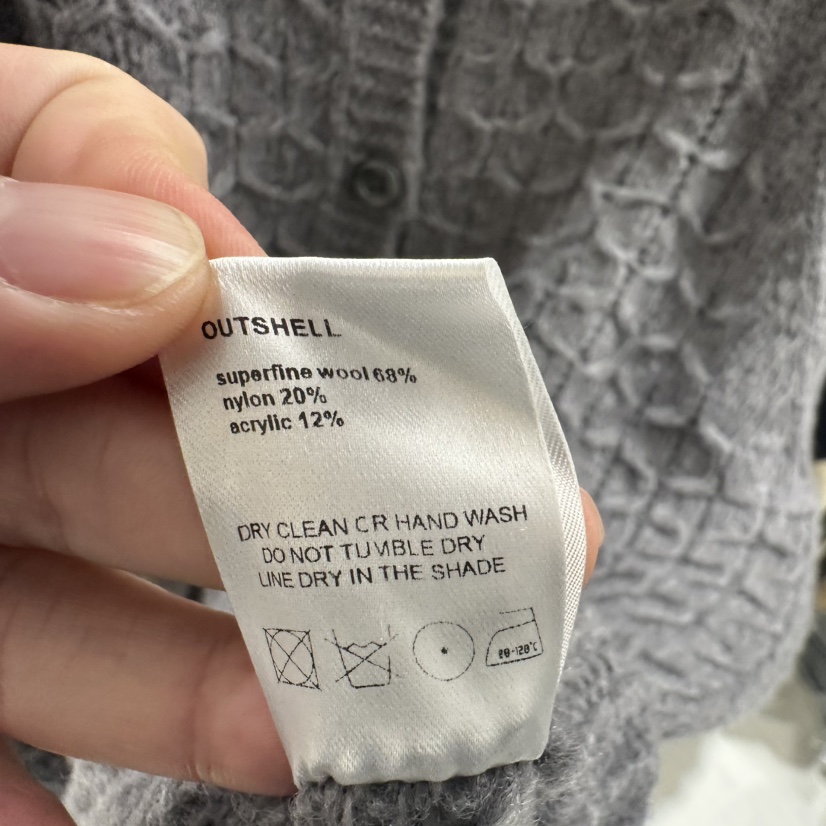 OUTSHELL
superfine wool 68%
nylon 20%
acrylic 12%
DRY CLEAN OR HAND WASH
DO NOT TUMBLE DRY
LINE DRY IN THE SHADE
80-120℃